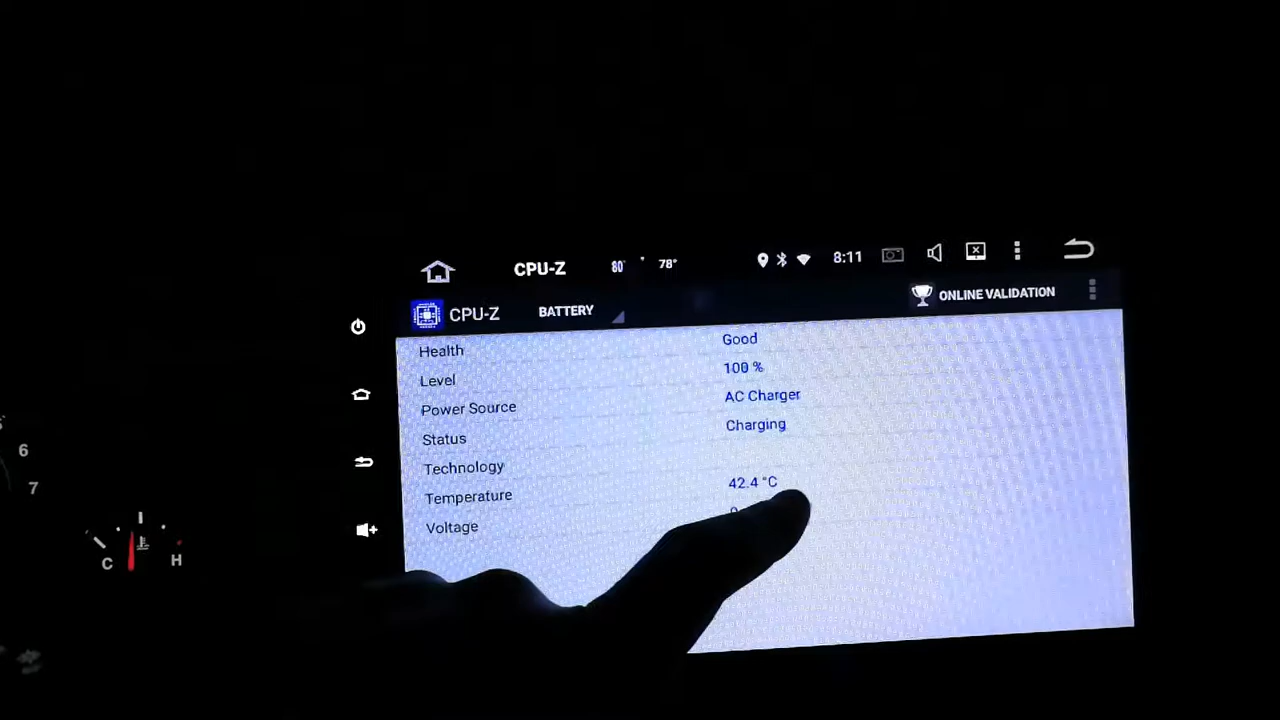 CPU-Z 80° 78° 8:11
CPU-Z BATTERY ONLINE VALIDATION
Health Good
Level 100 %
Power Source AC Charger
Status Charging
Technology
Temperature 42.4 °C
Voltage
6
7
C H